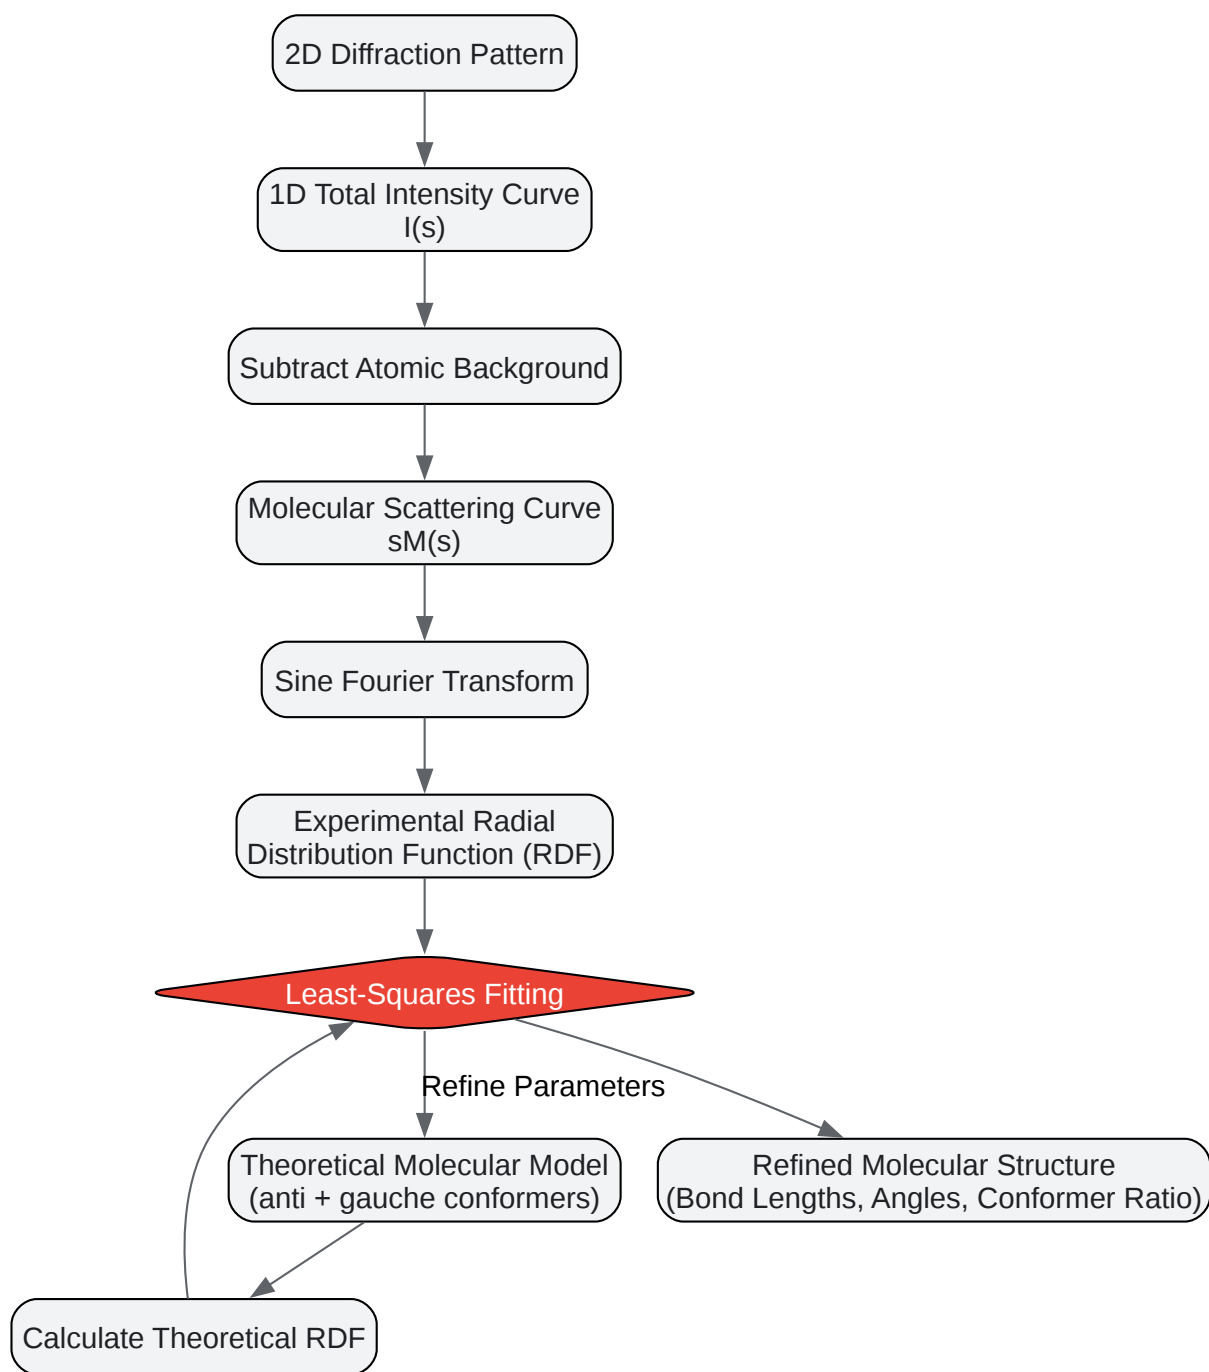 2D Diffraction Pattern
1D Total Intensity Curve
I(s)
Subtract Atomic Background
Molecular Scattering Curve
sM(s)
Sine Fourier Transform
Experimental Radial
Distribution Function (RDF)
Least-Squares Fitting
Refine Parameters
Theoretical Molecular Model
(anti + gauche conformers)
Refined Molecular Structure
(Bond Lengths, Angles, Conformer Ratio)
Calculate Theoretical RDF